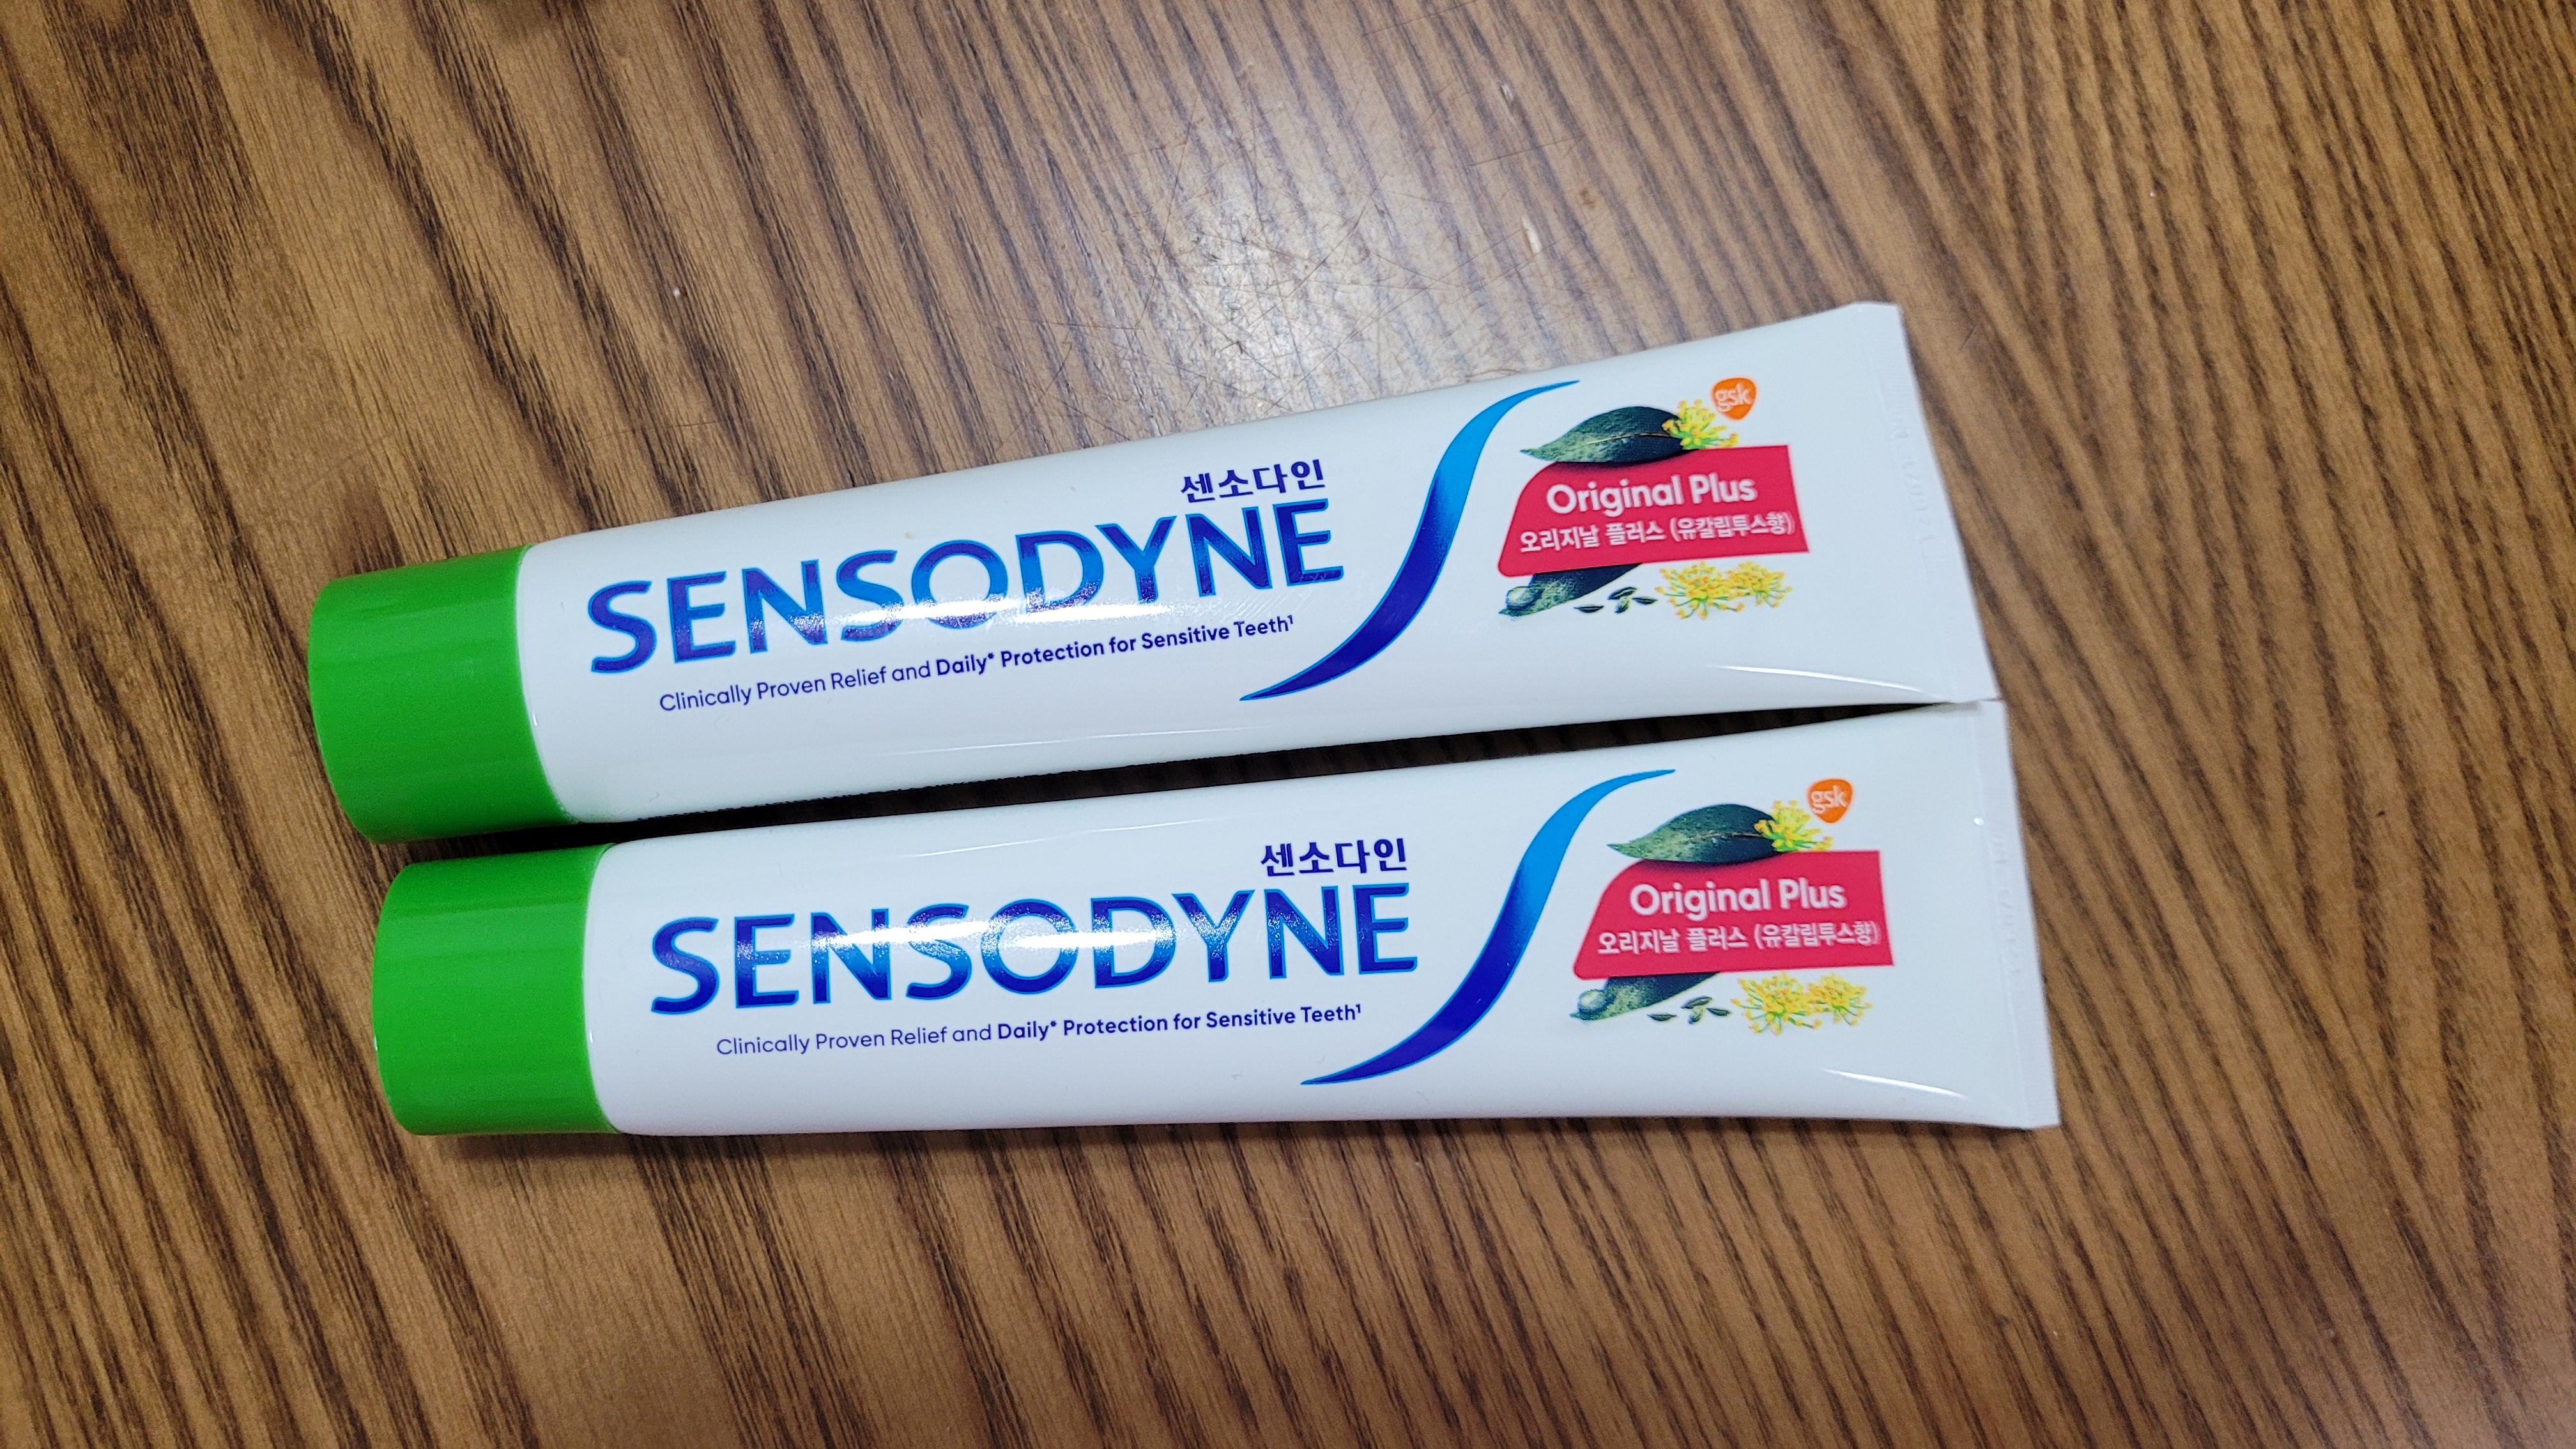 센소다인
SENSODYNE
Clinically Proven Relief and Daily* Protection for Sensitive Teeth¹
gsk
Original Plus
오리지날 플러스 (유칼립투스향)
센소다인
SENSODYNE
Clinically Proven Relief and Daily* Protection for Sensitive Teeth¹
gsk
Original Plus
오리지날 플러스 (유칼립투스향)